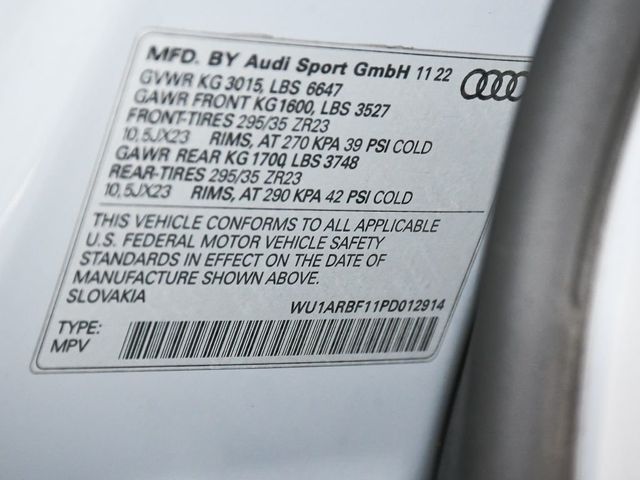 MFD. BY Audi Sport GmbH 11 22
GVWR KG 3015, LBS 6647
GAWR FRONT KG1600, LBS 3527
FRONT-TIRES 295/35 ZR23
10,5JX23 RIMS, AT 270 KPA 39 PSI COLD
GAWR REAR KG 1700, LBS 3748
REAR-TIRES 295/35 ZR23
10,5JX23 RIMS, AT 290 KPA 42 PSI COLD
THIS VEHICLE CONFORMS TO ALL APPLICABLE
U.S. FEDERAL MOTOR VEHICLE SAFETY
STANDARDS IN EFFECT ON THE DATE OF
MANUFACTURE SHOWN ABOVE.
SLOVAKIA
WU1ARBF11PD012914
TYPE:
MPV